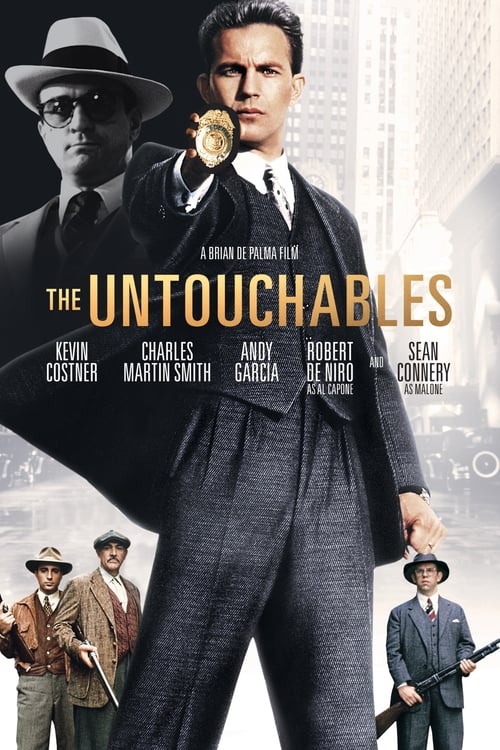 A BRIAN DE PALMA FILM
THE UNTOUCHABLES
KEVIN COSTNER
CHARLES MARTIN SMITH
ANDY GARCIA
ROBERT DE NIRO
AS AL CAPONE
AND
SEAN CONNERY
AS MALONE